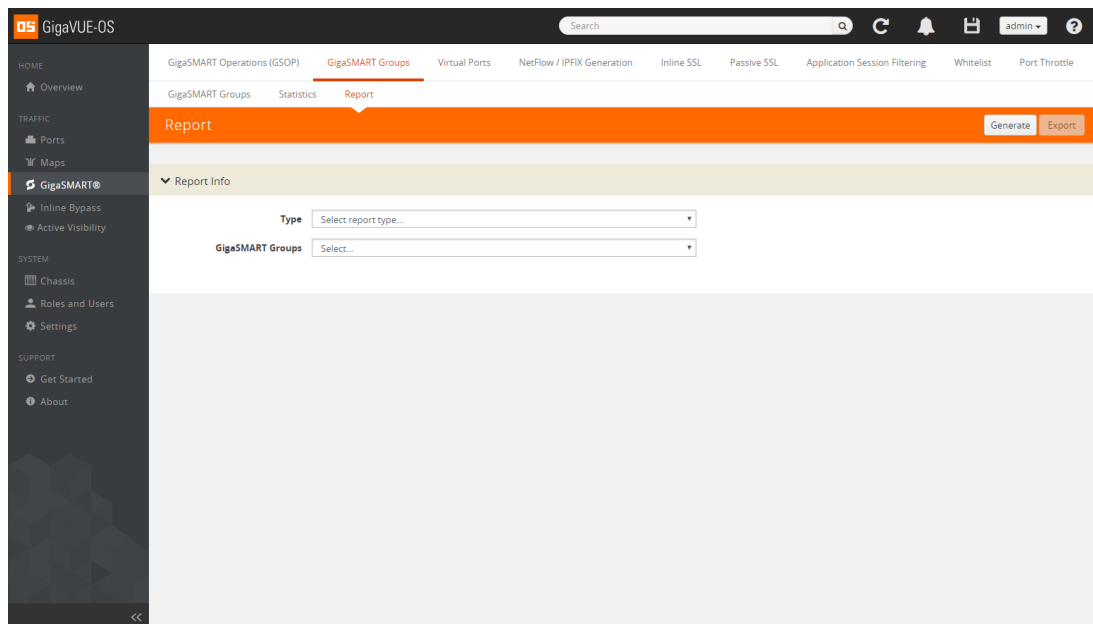 OS GigaVUE-OS
Search
admin
HOME
Overview
TRAFFIC
Ports
Maps
GigaSMART®
Inline Bypass
Active Visibility
SYSTEM
Chassis
Roles and Users
Settings
SUPPORT
Get Started
About
GigaSMART Operations (GSOP) GigaSMART Groups Virtual Ports NetFlow / IPFIX Generation Inline SSL Passive SSL Application Session Filtering Whitelist Port Throttle
GigaSMART Groups Statistics Report
Report Generate Export
Report Info
Type Select report type...
GigaSMART Groups Select...